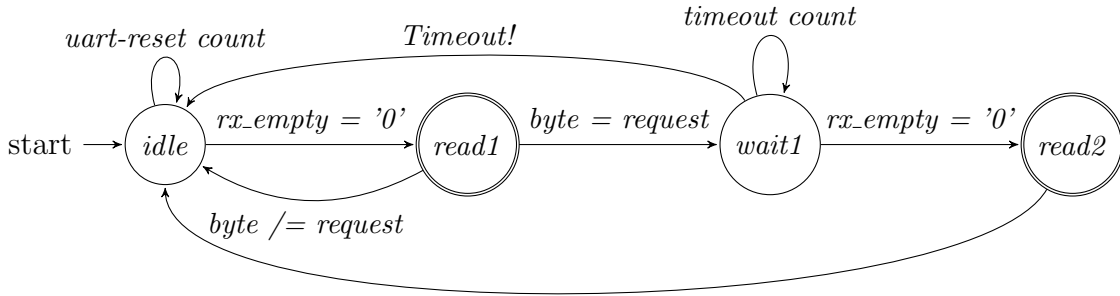 uart-reset count
Timeout!
timeout count
start
idle
rx_empty = '0'
read1
byte = request
wait1
rx_empty = '0'
read2
byte /= request